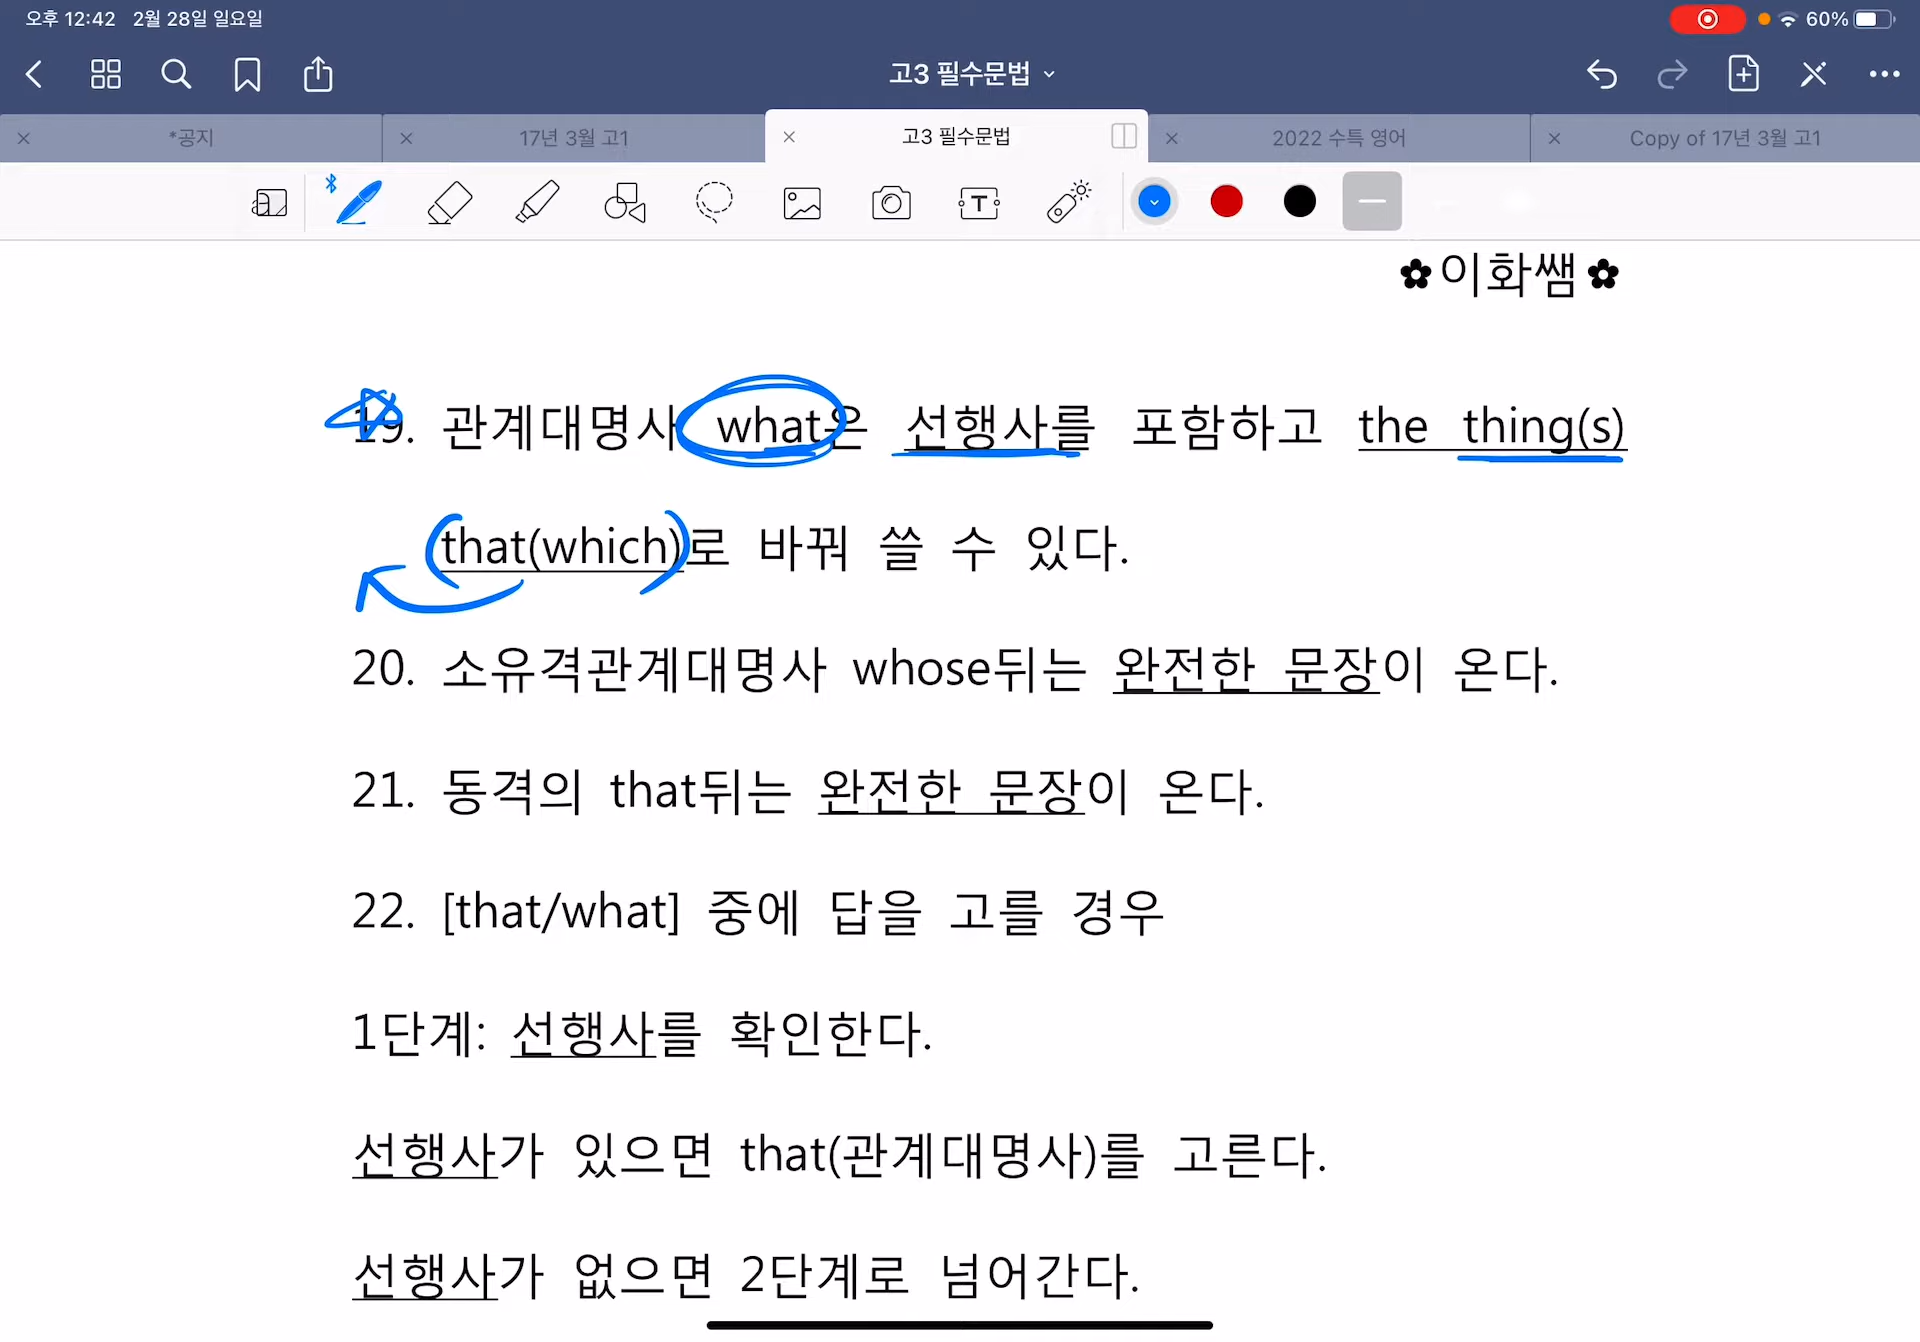 오후 12:42 2월 28일 일요일 60%
고3 필수문법
*공지 17년 3월 고1 고3 필수문법 2022 수특 영어 Copy of 17년 3월 고1
✿이화쌤✿
19. 관계대명사 what은 선행사를 포함하고 the thing(s)
that(which)로 바꿔 쓸 수 있다.
20. 소유격관계대명사 whose뒤는 완전한 문장이 온다.
21. 동격의 that뒤는 완전한 문장이 온다.
22. [that/what] 중에 답을 고를 경우
1단계: 선행사를 확인한다.
선행사가 있으면 that(관계대명사)를 고른다.
선행사가 없으면 2단계로 넘어간다.